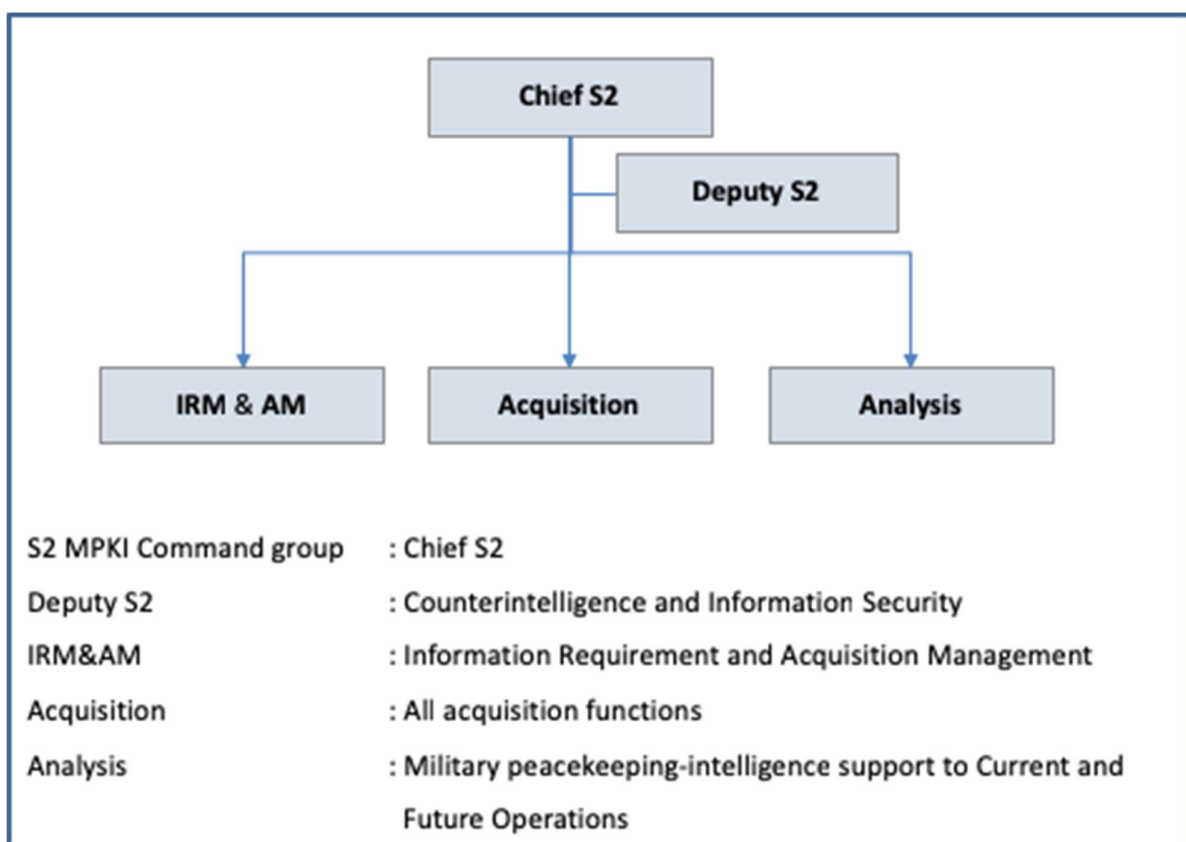 Chief S2
Deputy S2
IRM & AM
Acquisition
Analysis
S2 MPKI Command group : Chief S2
Deputy S2 : Counterintelligence and Information Security
IRM&AM : Information Requirement and Acquisition Management
Acquisition : All acquisition functions
Analysis : Military peacekeeping-intelligence support to Current and
Future Operations